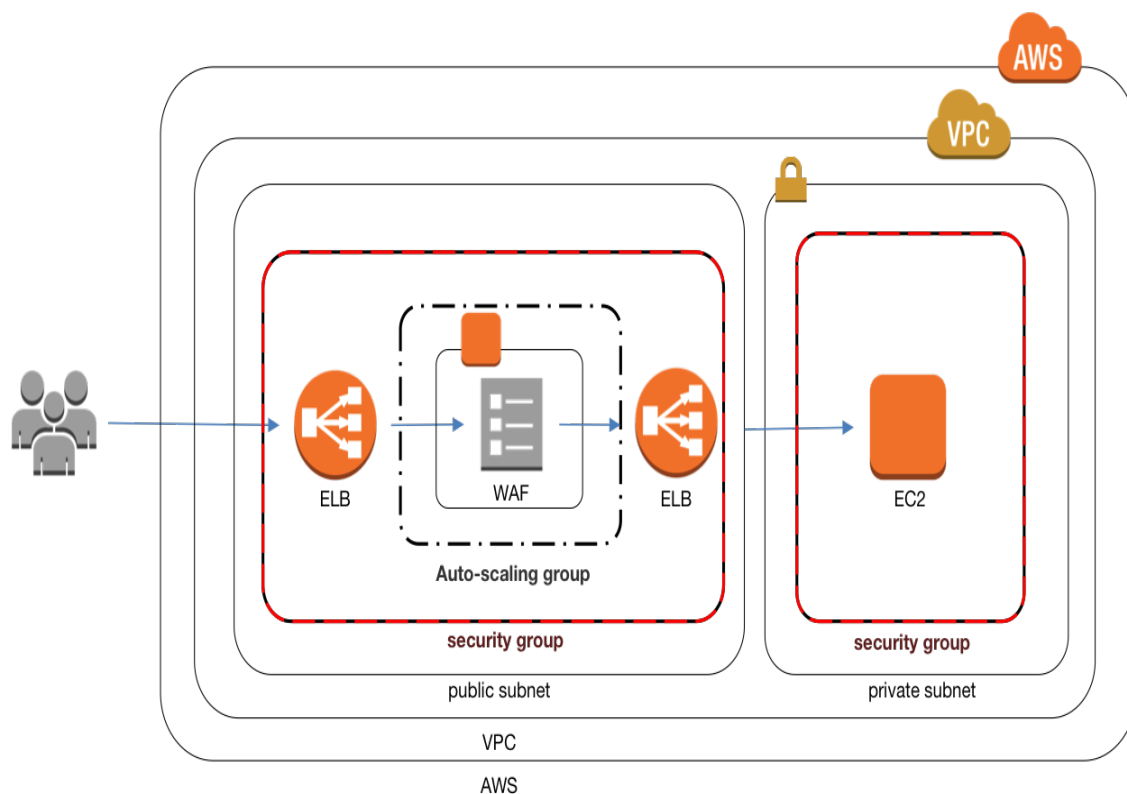 AWS
VPC
ELB
WAF
ELB
EC2
Auto-scaling group
security group
security group
public subnet
private subnet
VPC
AWS